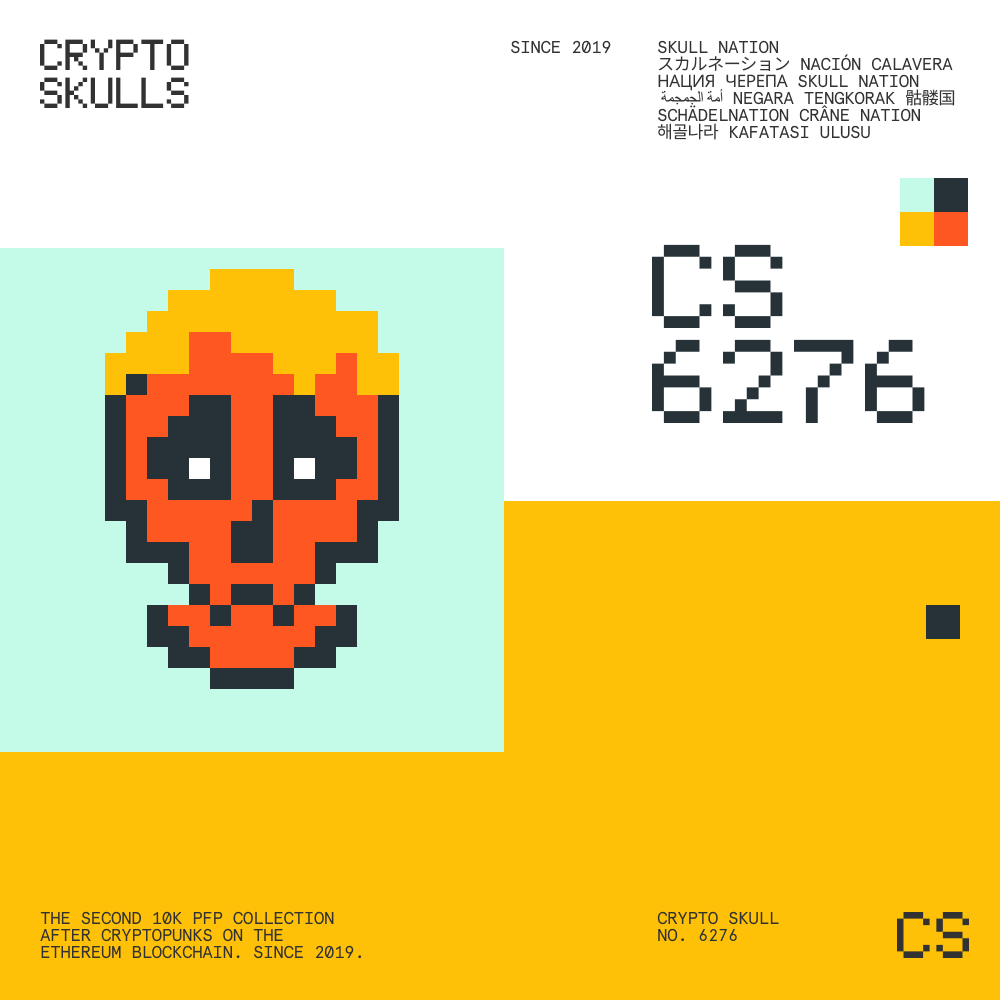 CRYPTO
SKULLS
SINCE 2019
SKULL NATION
スカルネーション NACIÓN CALAVERA
НАЦИЯ ЧЕРЕПА SKULL NATION
أمة الجمجمة NEGARA TENGKORAK 骷髅国
SCHÄDELNATION CRÂNE NATION
해골나라 KAFATASI ULUSU
CS
6276
THE SECOND 10K PFP COLLECTION
AFTER CRYPTOPUNKS ON THE
ETHEREUM BLOCKCHAIN. SINCE 2019.
CRYPTO SKULL
NO. 6276
CS